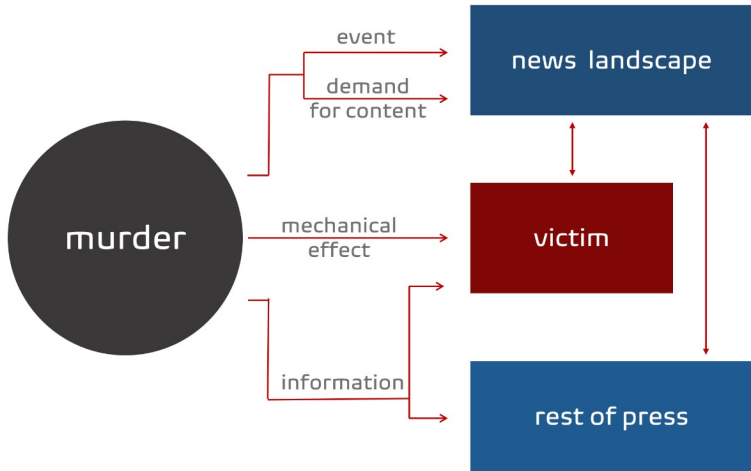 event
news landscape
demand
for content
murder
mechanical
effect
victim
information
rest of press